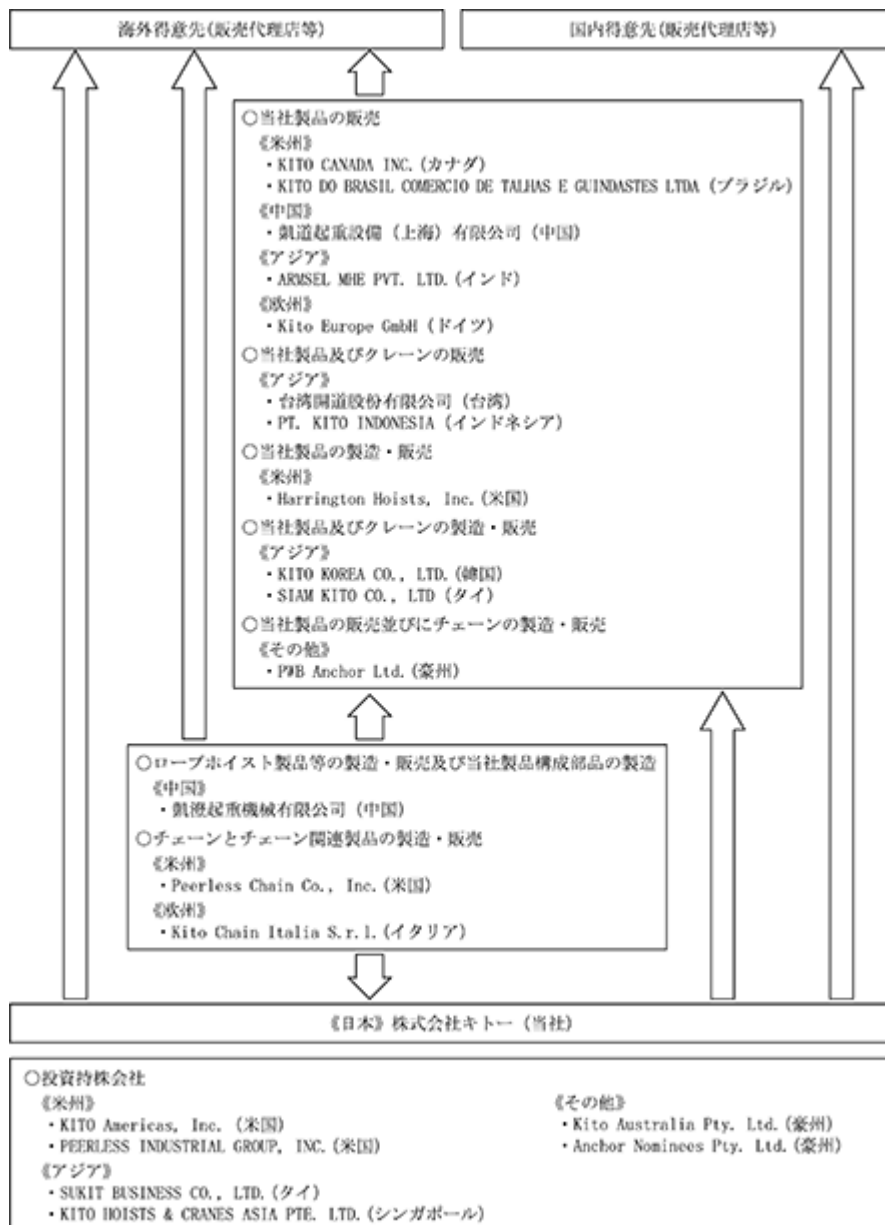 海外得意先(販売代理店等)
国内得意先(販売代理店等)
○当社製品の販売
《米州》
・KITO CANADA INC.(カナダ)
・KITO DO BRASIL COMERCIO DE TALHAS E GUINDASTES LTDA (ブラジル)
《中国》
・凱道起重設備（上海）有限公司（中国）
《アジア》
・ARMSEL MHE PVT. LTD.(インド)
《欧州》
・Kito Europe GmbH (ドイツ)
○当社製品及びクレーンの販売
《アジア》
・台湾開道股份有限公司（台湾）
・PT. KITO INDONESIA (インドネシア)
○当社製品の製造・販売
《米州》
・Harrington Hoists, Inc.(米国)
○当社製品及びクレーンの製造・販売
《アジア》
・KITO KOREA CO., LTD.(韓国)
・SIAM KITO CO., LTD (タイ)
○当社製品の販売並びにチェーンの製造・販売
《その他》
・PWB Anchor Ltd.(豪州)
○ロープホイスト製品等の製造・販売及び当社製品構成部品の製造
《中国》
・凱澄起重機械有限公司（中国）
○チェーンとチェーン関連製品の製造・販売
《米州》
・Peerless Chain Co., Inc.(米国)
《欧州》
・Kito Chain Italia S.r.l.(イタリア)
《日本》株式会社キトー（当社）
○投資持株会社
《米州》
・KITO Americas, Inc. (米国)
・PEERLESS INDUSTRIAL GROUP, INC.(米国)
《アジア》
・SUKIT BUSINESS CO., LTD.(タイ)
・KITO HOISTS & CRANES ASIA PTE. LTD.(シンガポール)
《その他》
・Kito Australia Pty. Ltd.(豪州)
・Anchor Nominees Pty. Ltd.(豪州)